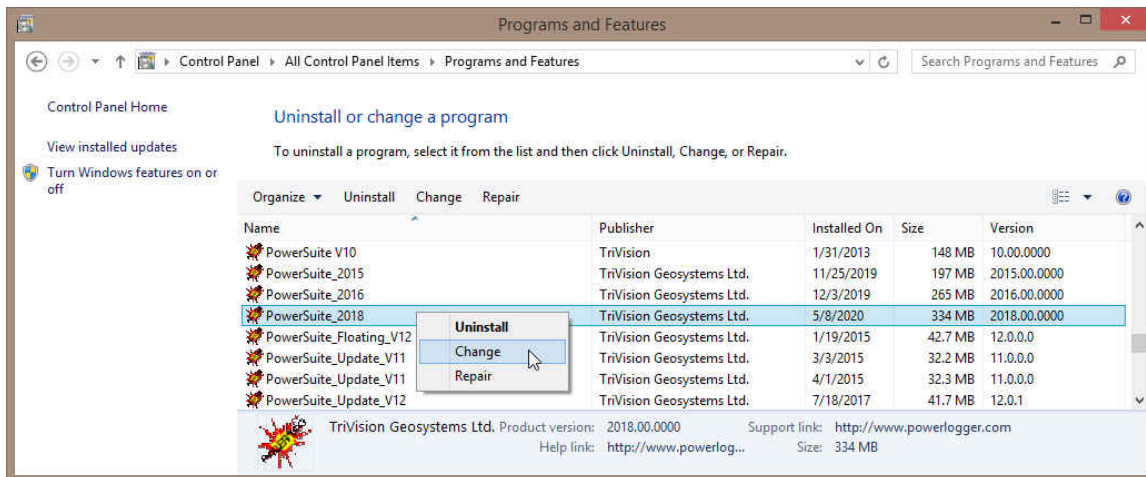 Programs and Features
Control Panel All Control Panel Items Programs and Features Search Programs and Features
Control Panel Home
View installed updates
Turn Windows features on or
off
Uninstall or change a program
To uninstall a program, select it from the list and then click Uninstall, Change, or Repair.
Organize Uninstall Change Repair
Name Publisher Installed On Size Version
PowerSuite V10 TriVision 1/31/2013 148 MB 10.00.0000
PowerSuite_2015 TriVision Geosystems Ltd. 11/25/2019 197 MB 2015.00.0000
PowerSuite_2016 TriVision Geosystems Ltd. 12/3/2019 265 MB 2016.00.0000
PowerSuite_2018 TriVision Geosystems Ltd. 5/8/2020 334 MB 2018.00.0000
PowerSuite_Floating_V12 TriVision Geosystems Ltd. 1/19/2015 42.7 MB 12.0.0.0
PowerSuite_Update_V11 TriVision Geosystems Ltd. 3/3/2015 32.2 MB 11.0.0.0
PowerSuite_Update_V11 TriVision Geosystems Ltd. 4/1/2015 32.3 MB 11.0.0.0
PowerSuite_Update_V12 TriVision Geosystems Ltd. 7/18/2017 41.7 MB 12.0.1
Uninstall
Change
Repair
TriVision Geosystems Ltd. Product version: 2018.00.0000 Support link: http://www.powerlogger.com
Help link: http://www.powerlog... Size: 334 MB